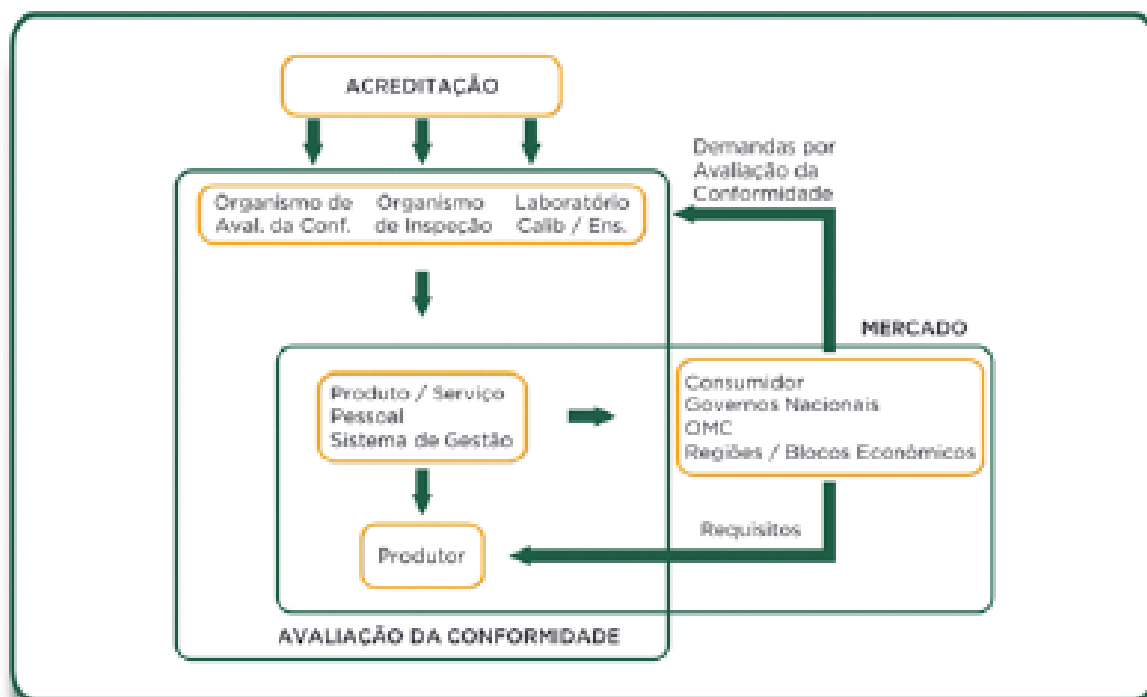 ACREDITAÇÃO
Demandas por
Avaliação da
Conformidade
Organismo de
Aval. da Conf.
Organismo
de Inspeção
Laboratório
Calib / Ens.
MERCADO
Produto / Serviço
Pessoal
Sistema de Gestão
Consumidor
Governos Nacionais
OMC
Regiões / Blocos Econômicos
Requisitos
Produtor
AVALIAÇÃO DA CONFORMIDADE